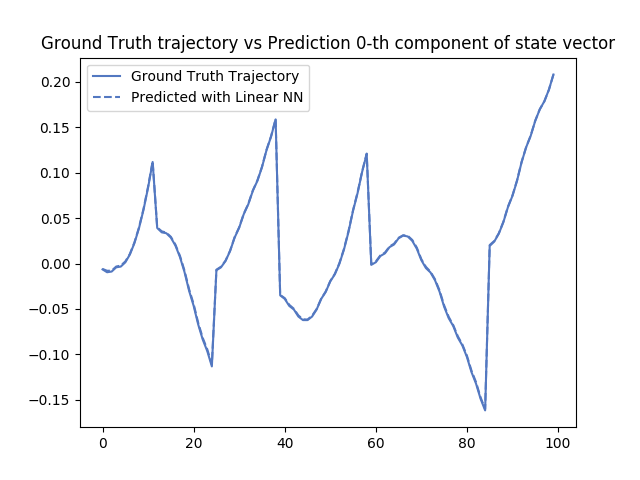 Ground Truth trajectory vs Prediction 0-th component of state vector
Ground Truth Trajectory
Predicted with Linear NN
0.20
0.15
0.10
0.05
0.00
−0.05
−0.10
−0.15
0 20 40 60 80 100